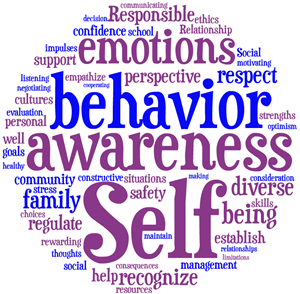 communicating
decision Responsible ethics
confidence school Relationship
impulses emotions Social
support motivating
listening empathize perspective respect
negotiating cooperating
cultures behavior strengths
evaluation optimism
personal
well awareness
goals
healthy
community constructive situations making consideration
stress safety diverse
family Self being skills
choices
regulate establish
rewarding maintain relationships
thoughts limitations
social consequences management
help recognize
resources